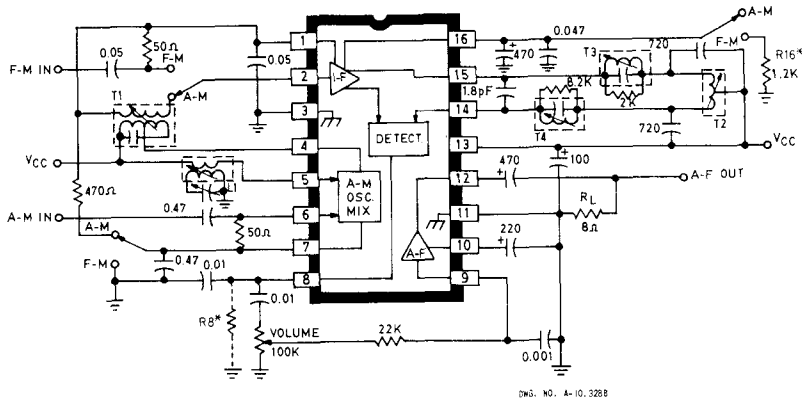 A-M
50Ω
F-M
0.05
F-M IN
0.05
1
16
470
+
0.047
F-M
720
R16*
1.2K
T3
2
I-F
15
8.2K
1.8pF
2K
T2
A-M
T1
3
14
T4
720
DETECT.
4
13
VCC
VCC
100
+
470
+
12
A-F OUT
5
A-M
OSC.
MIX
470Ω
0.47
A-M IN
6
11
RL
8Ω
50Ω
A-M
7
A-F
10
220
+
F-M
0.47
0.01
8
9
0.01
R8*
VOLUME
100K
22K
0.001
DWG. NO. A-10,328B